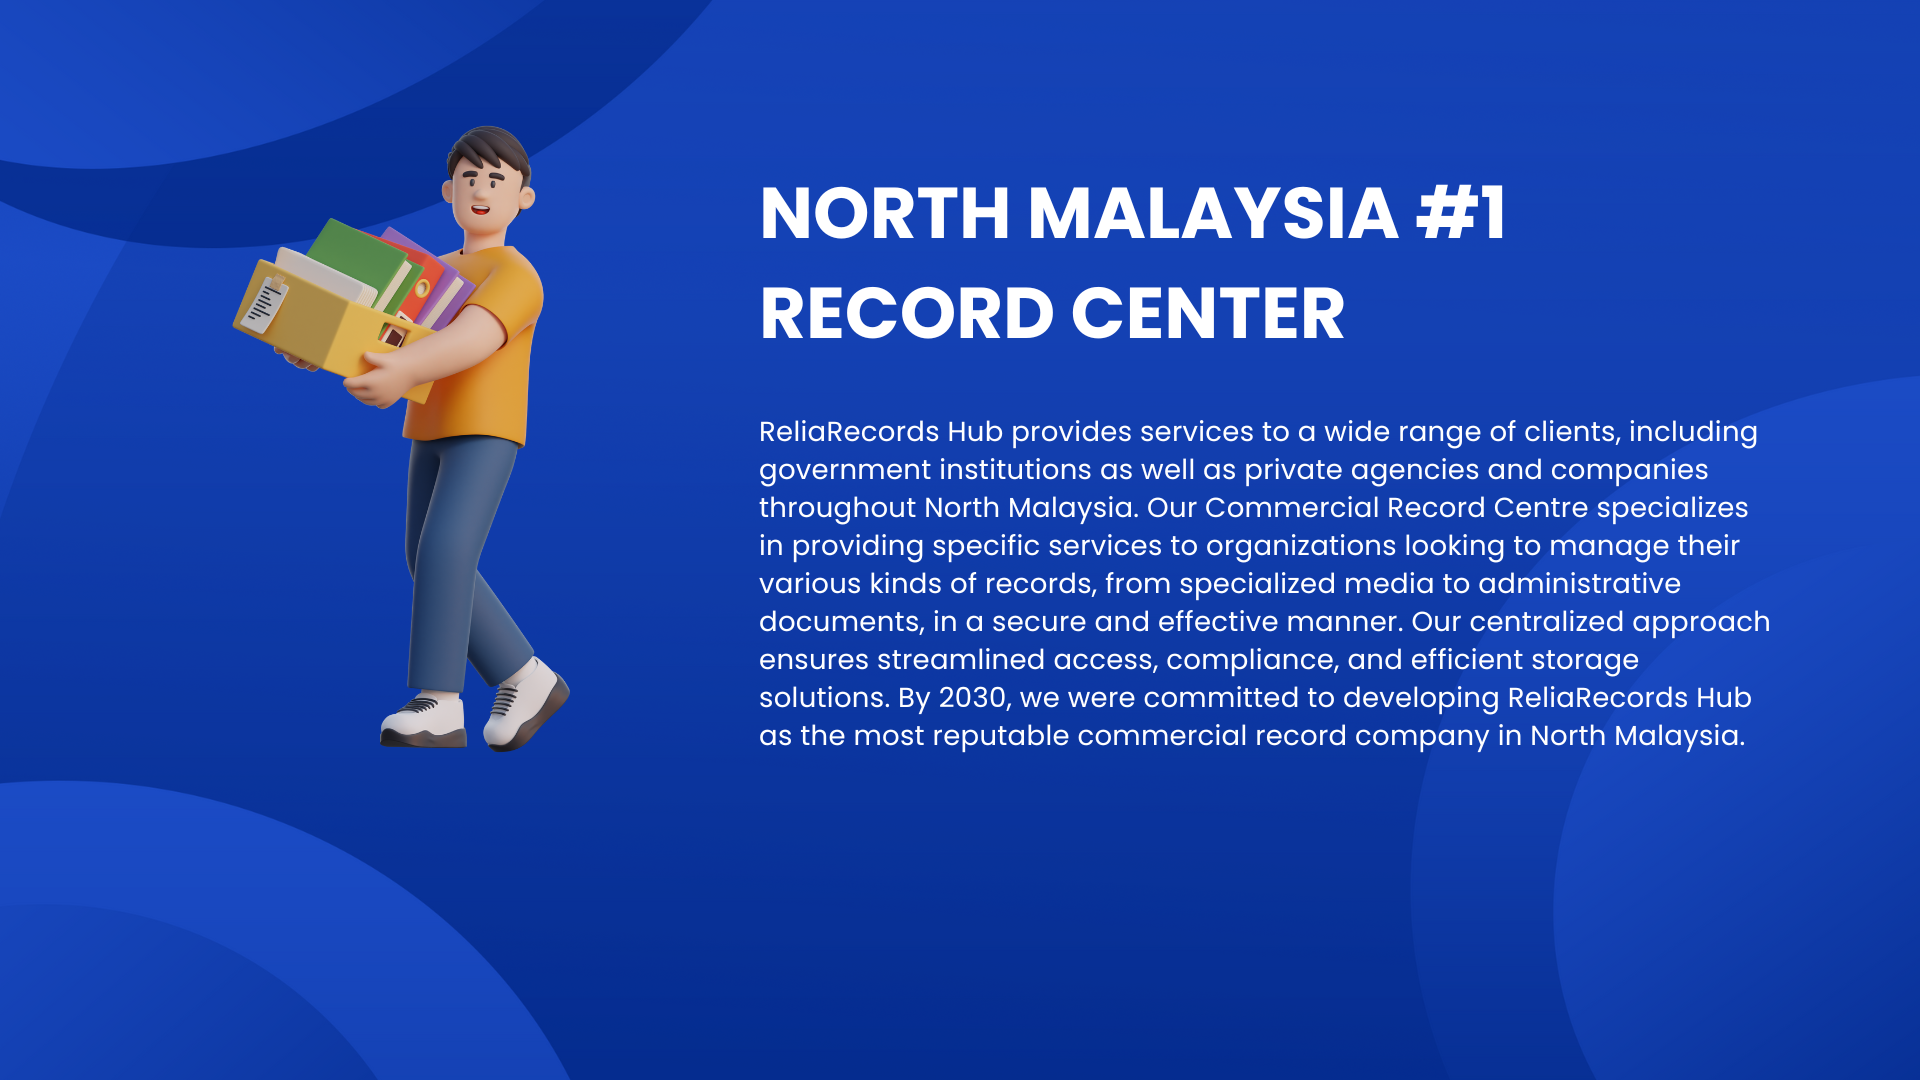 NORTH MALAYSIA #1
RECORD CENTER
ReliaRecords Hub provides services to a wide range of clients, including
government institutions as well as private agencies and companies
throughout North Malaysia. Our Commercial Record Centre specializes
in providing specific services to organizations looking to manage their
various kinds of records, from specialized media to administrative
documents, in a secure and effective manner. Our centralized approach
ensures streamlined access, compliance, and efficient storage
solutions. By 2030, we were committed to developing ReliaRecords Hub
as the most reputable commercial record company in North Malaysia.